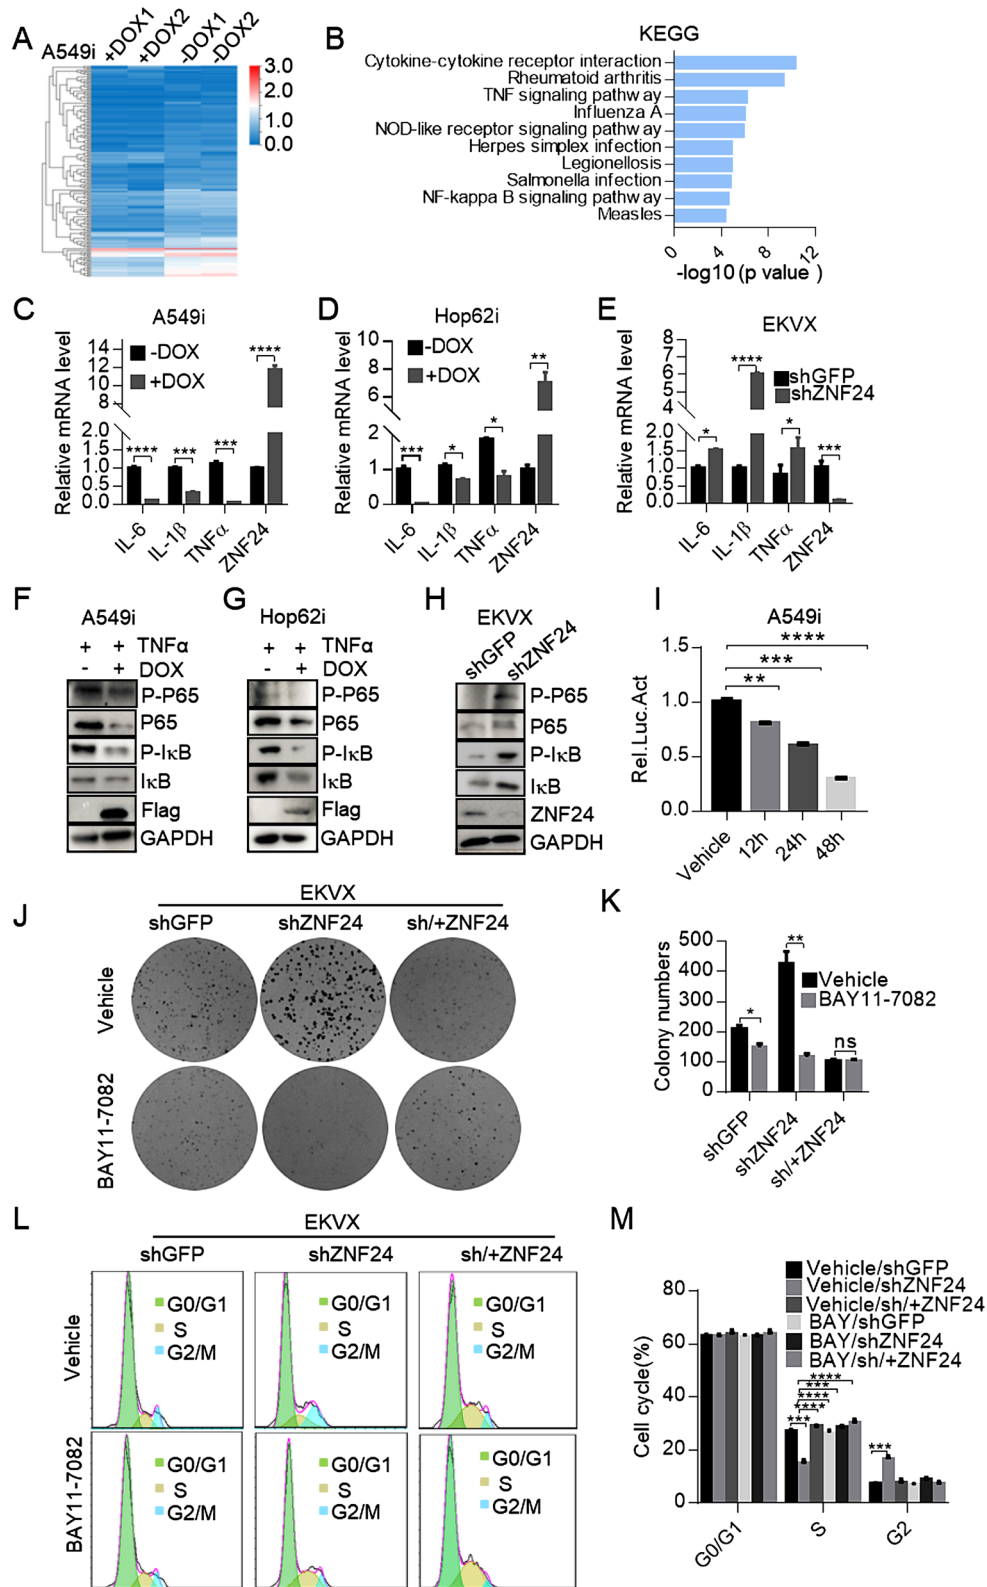 A
A549i
+DOX1
+DOX2
-DOX1
-DOX2
3.0
2.0
1.0
0.0
B
KEGG
Cytokine-cytokine receptor interaction
Rheumatoid arthritis
TNF signaling pathway
Influenza A
NOD-like receptor signaling pathway
Herpes simplex infection
Legionellosis
Salmonella infection
NF-kappa B signaling pathway
Measles
0 4 8 12
-log10 (p value )
C
A549i
Relative mRNA level
14
12
10
8
2.0
1.5
1.0
0.5
0.0
-DOX
+DOX
****
**** *** ***
IL-6 IL-1β TNFα ZNF24
D
Hop62i
Relative mRNA level
10
8
6
2
1
0
-DOX
+DOX
**
*** * *
IL-6 IL-1β TNFα ZNF24
E
EKVX
Relative mRNA level
8
7
6
5
4
2.0
1.5
1.0
0.5
0.0
shGFP
shZNF24
****
* * ***
IL-6 IL-1β TNFα ZNF24
F
A549i
+ + TNFα
- + DOX
P-P65
P65
P-IκB
IκB
Flag
GAPDH
G
Hop62i
+ + TNFα
- + DOX
P-P65
P65
P-IκB
IκB
Flag
GAPDH
H
EKVX
shGFP
shZNF24
P-P65
P65
P-IκB
IκB
ZNF24
GAPDH
I
A549i
Rel.Luc.Act
1.5
1.0
0.5
0.0
****
***
**
Vehicle 12h 24h 48h
J
EKVX
shGFP shZNF24 sh/+ZNF24
Vehicle
BAY11-7082
K
Colony numbers
500
400
300
200
100
0
Vehicle
BAY11-7082
**
*
ns
shGFP shZNF24 sh/+ZNF24
L
EKVX
shGFP shZNF24 sh/+ZNF24
Vehicle
G0/G1
S
G2/M
G0/G1
S
G2/M
G0/G1
S
G2/M
BAY11-7082
G0/G1
S
G2/M
G0/G1
S
G2/M
G0/G1
S
G2/M
M
Cell cycle(%)
80
60
40
20
0
Vehicle/shGFP
Vehicle/shZNF24
Vehicle/sh/+ZNF24
BAY/shGFP
BAY/shZNF24
BAY/sh/+ZNF24
****
***
****
****
***
***
G0/G1 S G2